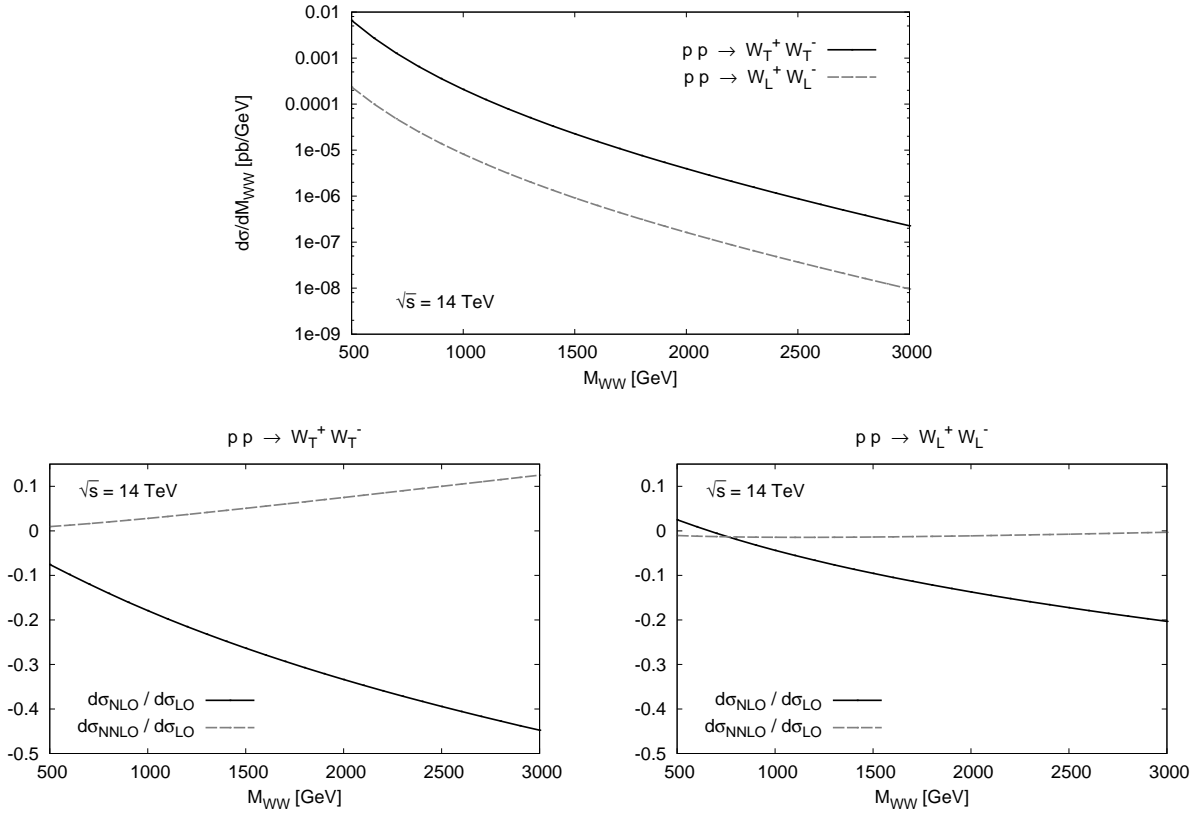 0.01
0.001
0.0001
1e-05
1e-06
1e-07
1e-08
1e-09
dσ/dM_WW [pb/GeV]
p p → W_T^+ W_T^-
p p → W_L^+ W_L^-
√s = 14 TeV
500 1000 1500 2000 2500 3000
M_WW [GeV]
p p → W_T^+ W_T^-
0.1
0
-0.1
-0.2
-0.3
-0.4
-0.5
√s = 14 TeV
dσ_NLO / dσ_LO
dσ_NNLO / dσ_LO
500 1000 1500 2000 2500 3000
M_WW [GeV]
p p → W_L^+ W_L^-
0.1
0
-0.1
-0.2
-0.3
-0.4
-0.5
√s = 14 TeV
dσ_NLO / dσ_LO
dσ_NNLO / dσ_LO
500 1000 1500 2000 2500 3000
M_WW [GeV]